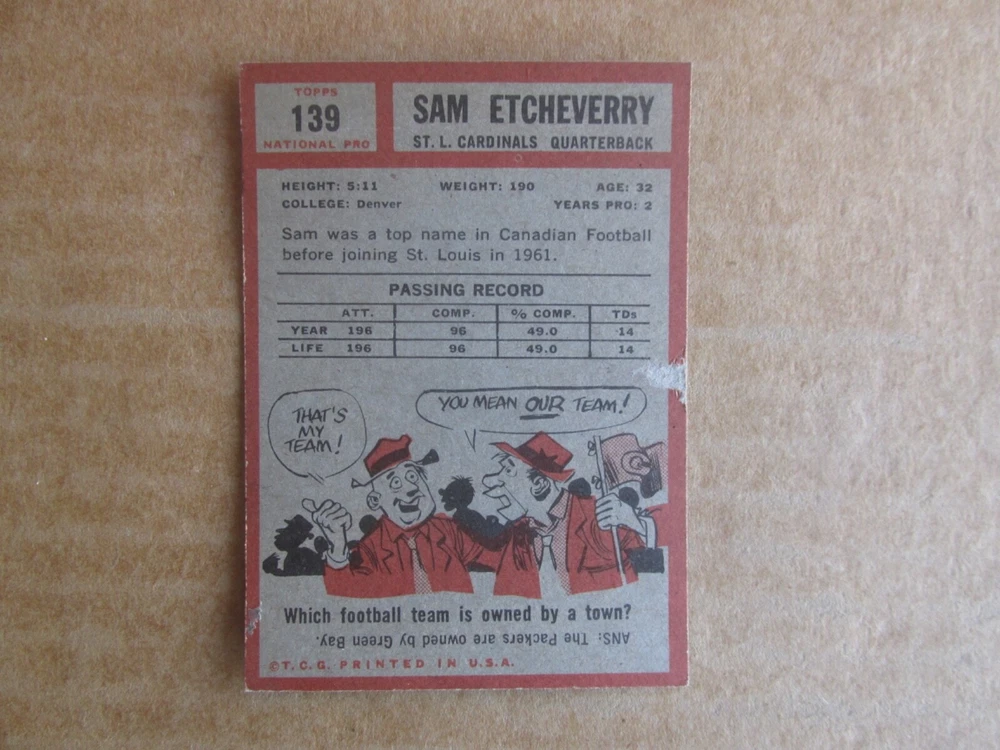 TOPPS
139
NATIONAL PRO
SAM ETCHEVERRY
ST. L. CARDINALS QUARTERBACK
HEIGHT: 5:11 WEIGHT: 190 AGE: 32
COLLEGE: Denver YEARS PRO: 2
Sam was a top name in Canadian Football
before joining St. Louis in 1961.
PASSING RECORD
ATT. COMP. % COMP. TDs
YEAR 196 96 49.0 14
LIFE 196 96 49.0 14
THAT'S
MY
TEAM!
YOU MEAN OUR TEAM!
C
Which football team is owned by a town?
ANS: The Packers are owned by Green Bay.
©T.C.G. PRINTED IN U.S.A.